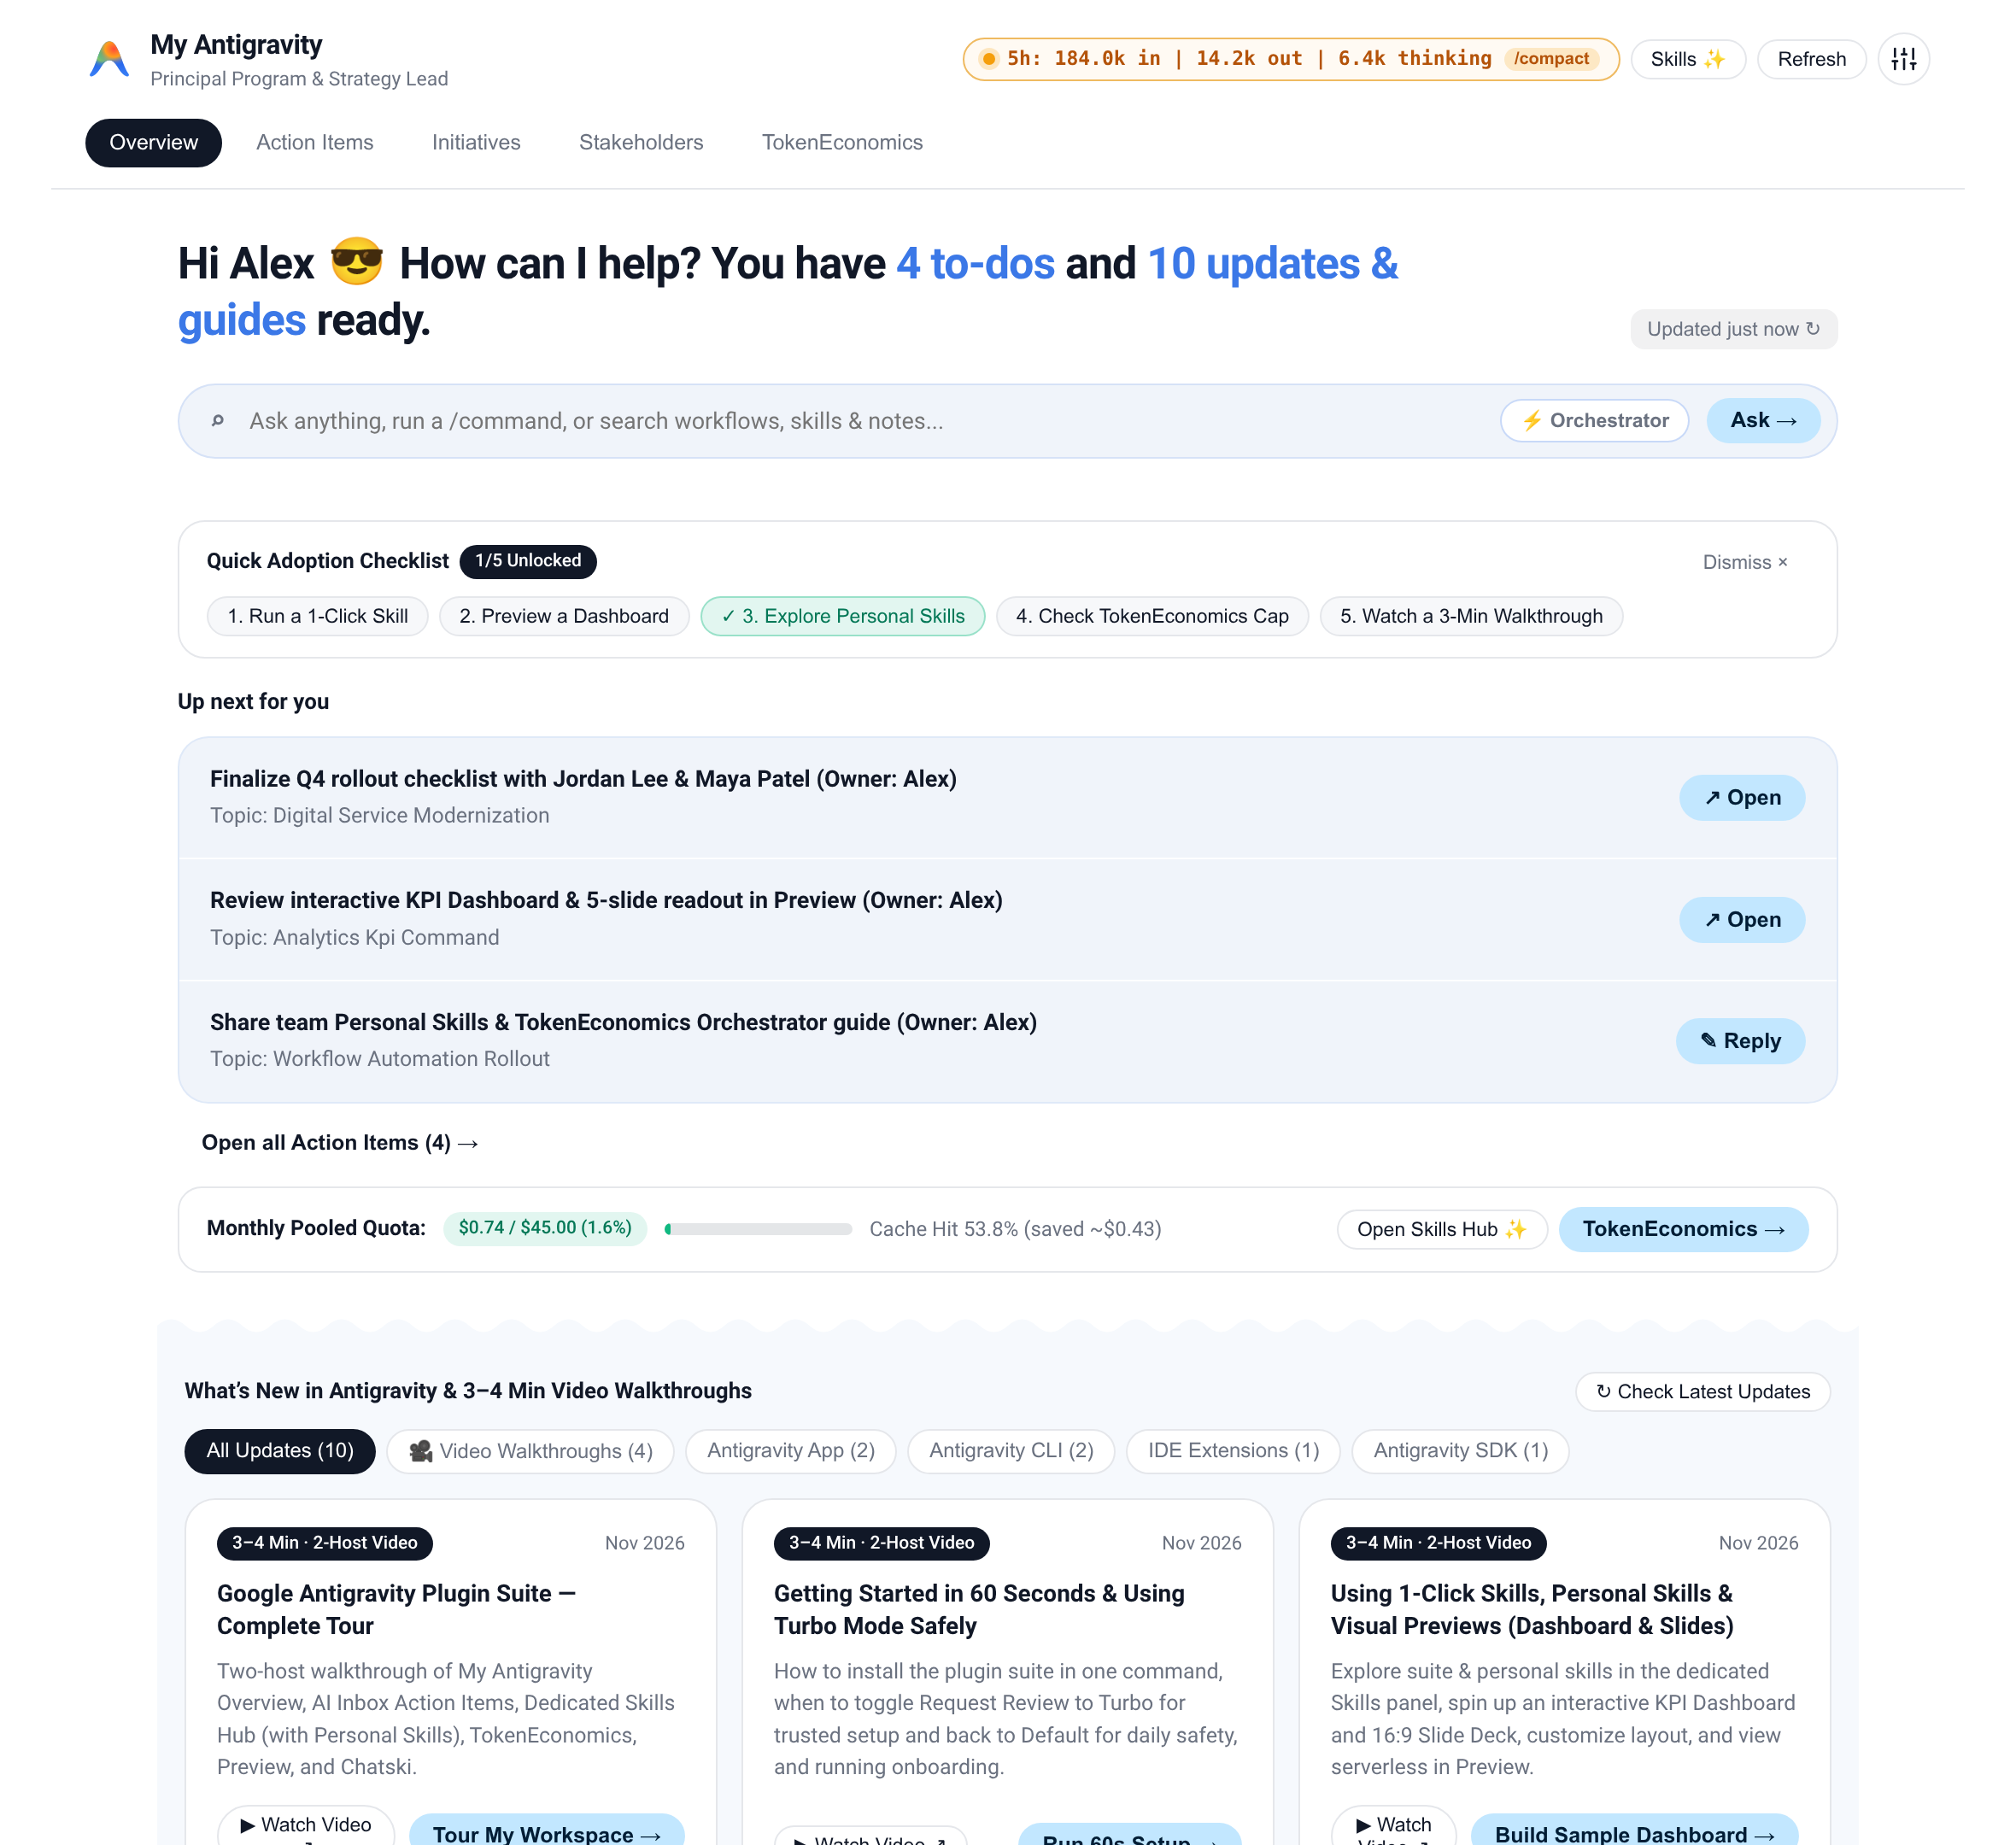 My Antigravity
Principal Program & Strategy Lead
5h: 184.0k in | 14.2k out | 6.4k thinking /compact
Skills ✨
Refresh
Overview
Action Items
Initiatives
Stakeholders
TokenEconomics
Hi Alex 😎 How can I help? You have 4 to-dos and 10 updates &
guides ready.
Updated just now ↻
Ask anything, run a /command, or search workflows, skills & notes...
⚡ Orchestrator
Ask →
Quick Adoption Checklist
1/5 Unlocked
Dismiss ×
1. Run a 1-Click Skill
2. Preview a Dashboard
✓ 3. Explore Personal Skills
4. Check TokenEconomics Cap
5. Watch a 3-Min Walkthrough
Up next for you
Finalize Q4 rollout checklist with Jordan Lee & Maya Patel (Owner: Alex)
Topic: Digital Service Modernization
↗ Open
Review interactive KPI Dashboard & 5-slide readout in Preview (Owner: Alex)
Topic: Analytics Kpi Command
↗ Open
Share team Personal Skills & TokenEconomics Orchestrator guide (Owner: Alex)
Topic: Workflow Automation Rollout
✎ Reply
Open all Action Items (4) →
Monthly Pooled Quota:
$0.74 / $45.00 (1.6%)
Cache Hit 53.8% (saved ~$0.43)
Open Skills Hub ✨
TokenEconomics →
What’s New in Antigravity & 3–4 Min Video Walkthroughs
↻ Check Latest Updates
All Updates (10)
🎥 Video Walkthroughs (4)
Antigravity App (2)
Antigravity CLI (2)
IDE Extensions (1)
Antigravity SDK (1)
3–4 Min · 2-Host Video
Nov 2026
Google Antigravity Plugin Suite —
Complete Tour
Two-host walkthrough of My Antigravity
Overview, AI Inbox Action Items, Dedicated Skills
Hub (with Personal Skills), TokenEconomics,
Preview, and Chatski.
▶ Watch Video
Tour My Workspace →
3–4 Min · 2-Host Video
Nov 2026
Getting Started in 60 Seconds & Using
Turbo Mode Safely
How to install the plugin suite in one command,
when to toggle Request Review to Turbo for
trusted setup and back to Default for daily safety,
and running onboarding.
▶ Watch Video ↗
Run 60s Setup →
3–4 Min · 2-Host Video
Nov 2026
Using 1-Click Skills, Personal Skills &
Visual Previews (Dashboard & Slides)
Explore suite & personal skills in the dedicated
Skills panel, spin up an interactive KPI Dashboard
and 16:9 Slide Deck, customize layout, and view
serverless in Preview.
▶ Watch
Video ↗
Build Sample Dashboard →